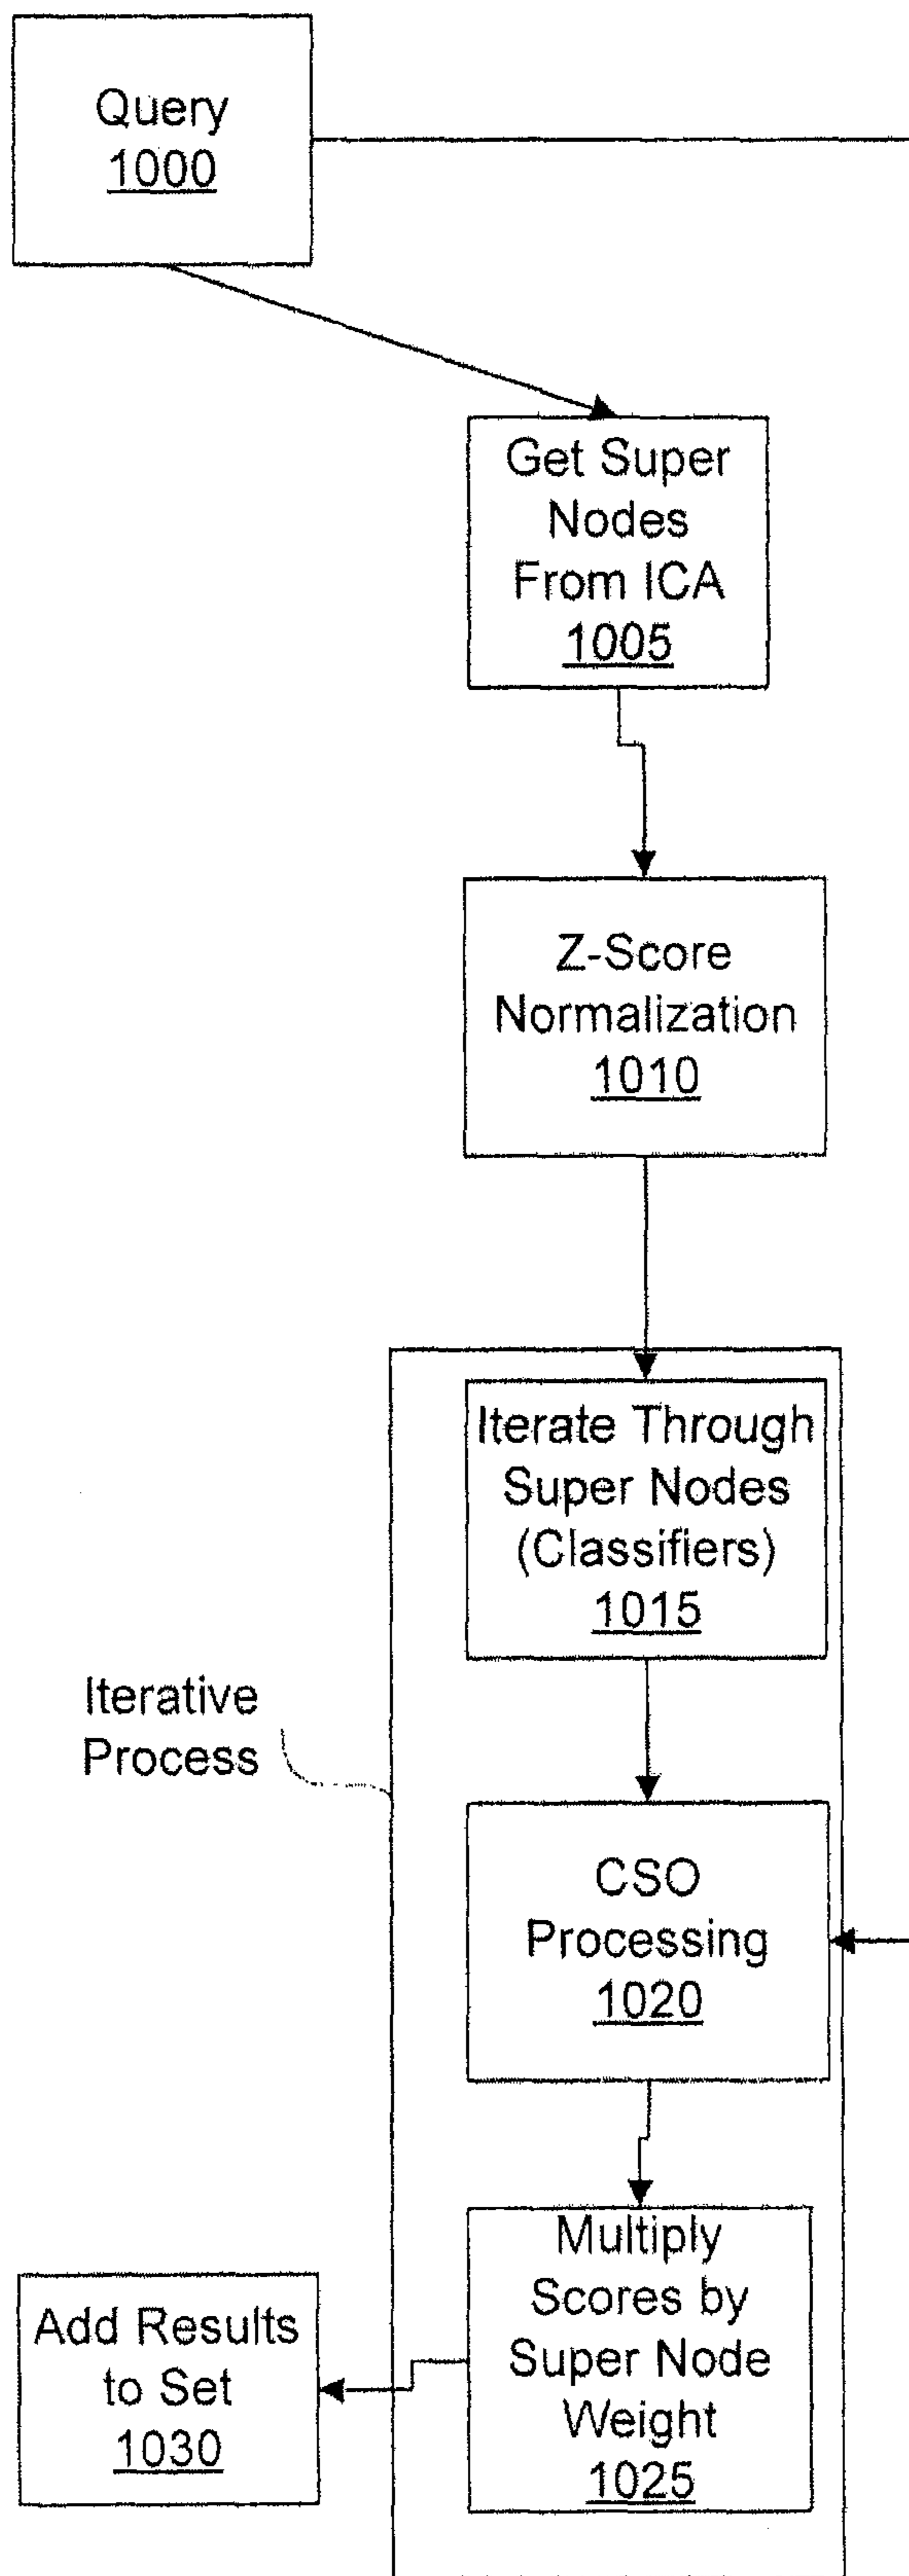 Query
1000
Get Super
Nodes
From ICA
1005
Z-Score
Normalization
1010
Iterate Through
Super Nodes
(Classifiers)
1015
Iterative
Process
CSO
Processing
1020
Multiply
Scores by
Super Node
Weight
1025
Add Results
to Set
1030